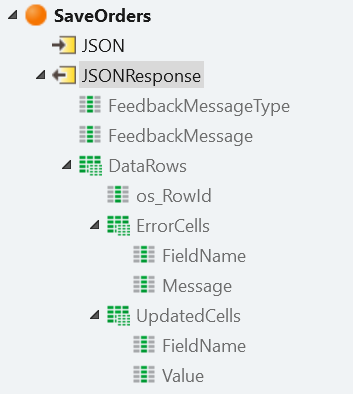 SaveOrders
JSON
JSONResponse
FeedbackMessageType
FeedbackMessage
DataRows
os_RowId
ErrorCells
FieldName
Message
UpdatedCells
FieldName
Value